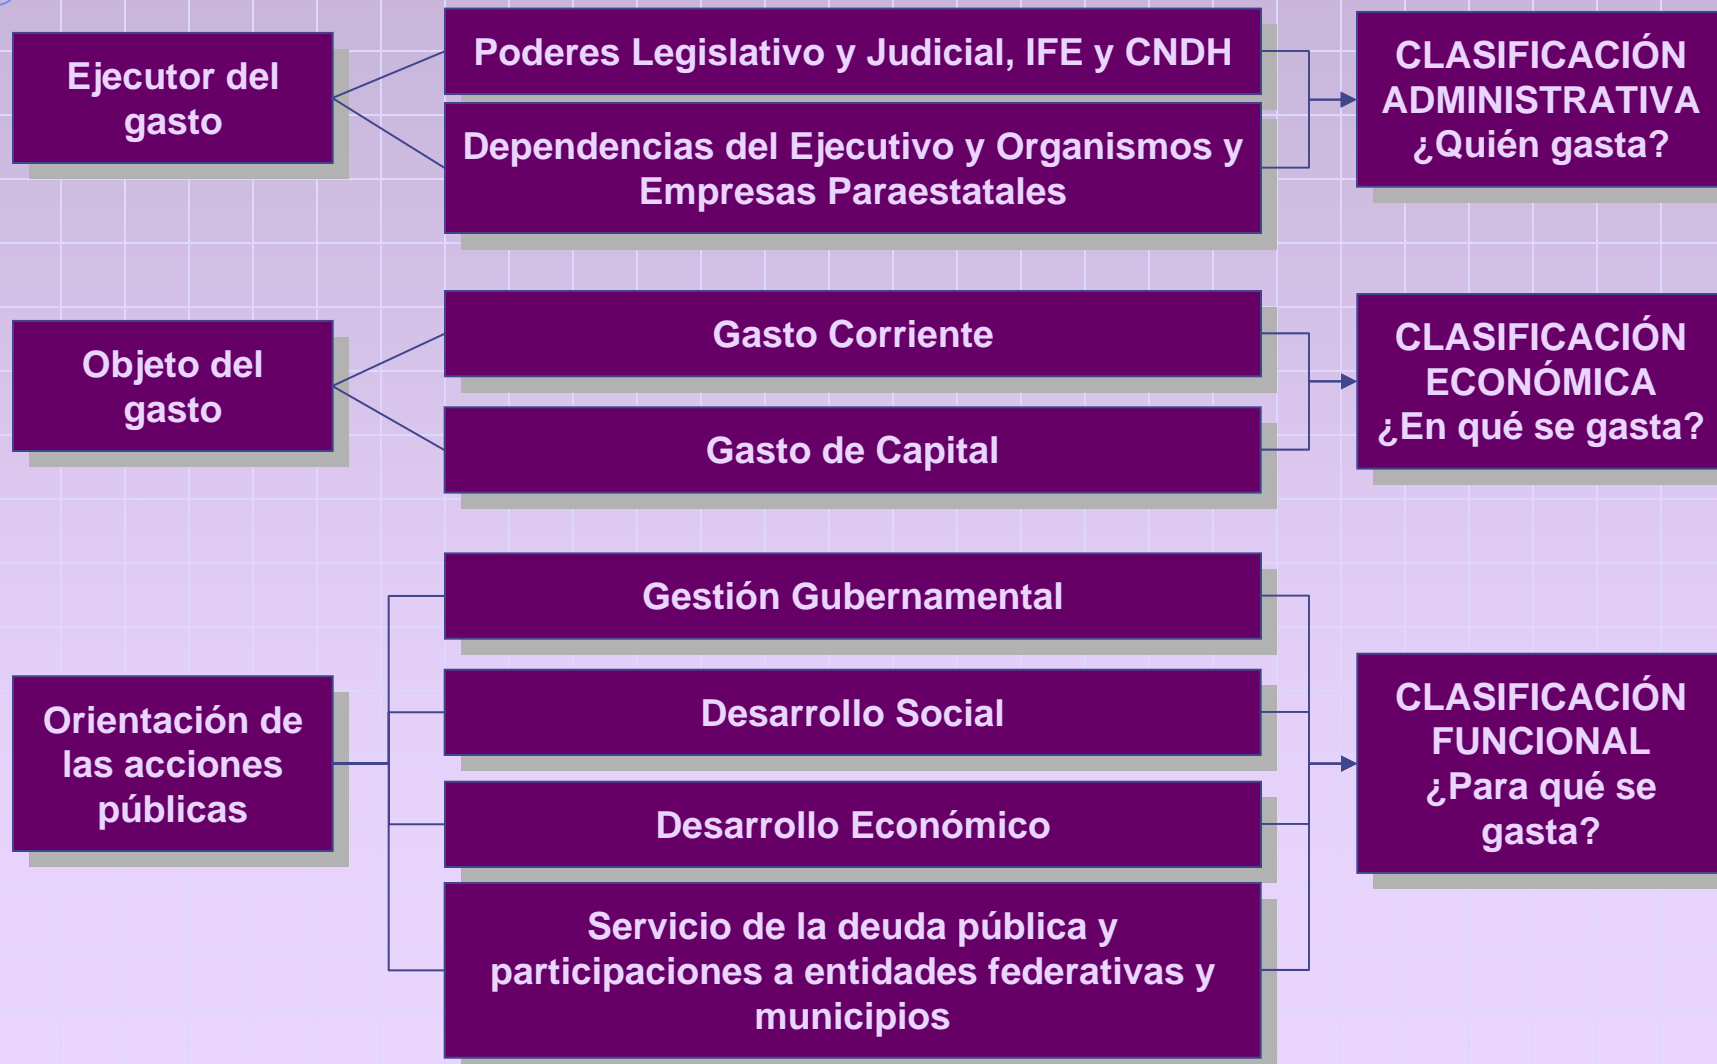 Ejecutor del
gasto
Poderes Legislativo y Judicial, IFE y CNDH
Dependencias del Ejecutivo y Organismos y
Empresas Paraestatales
CLASIFICACIÓN
ADMINISTRATIVA
¿Quién gasta?
Objeto del
gasto
Gasto Corriente
Gasto de Capital
CLASIFICACIÓN
ECONÓMICA
¿En qué se gasta?
Orientación de
las acciones
públicas
Gestión Gubernamental
Desarrollo Social
Desarrollo Económico
Servicio de la deuda pública y
participaciones a entidades federativas y
municipios
CLASIFICACIÓN
FUNCIONAL
¿Para qué se
gasta?